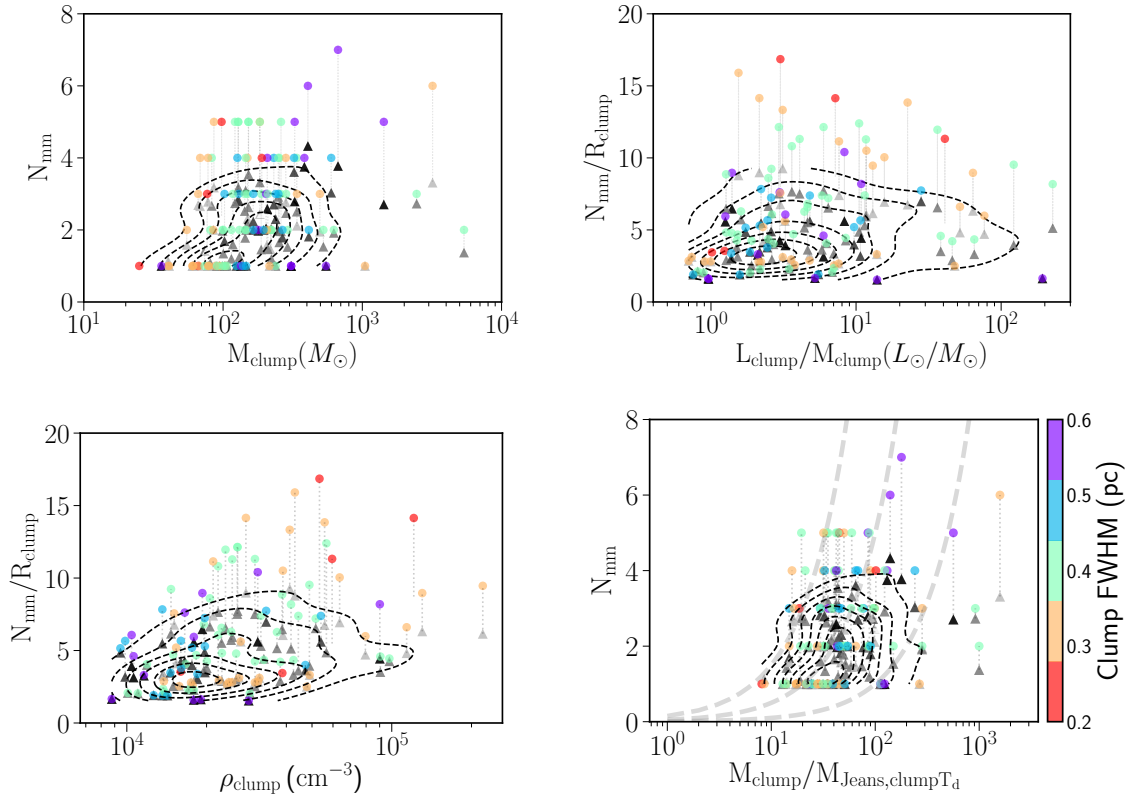 8
6
4
2
0
N_mm
10^1 10^2 10^3 10^4
M_clump(M_⊙)
20
15
10
5
0
N_mm/R_clump
10^0 10^1 10^2
L_clump/M_clump(L_⊙/M_⊙)
20
15
10
5
0
N_mm/R_clump
10^4 10^5
ρ_clump (cm^−3)
8
6
4
2
0
N_mm
10^0 10^1 10^2 10^3
M_clump/M_Jeans,clumpT_d
0.6
0.5
0.4
0.3
0.2
Clump FWHM (pc)